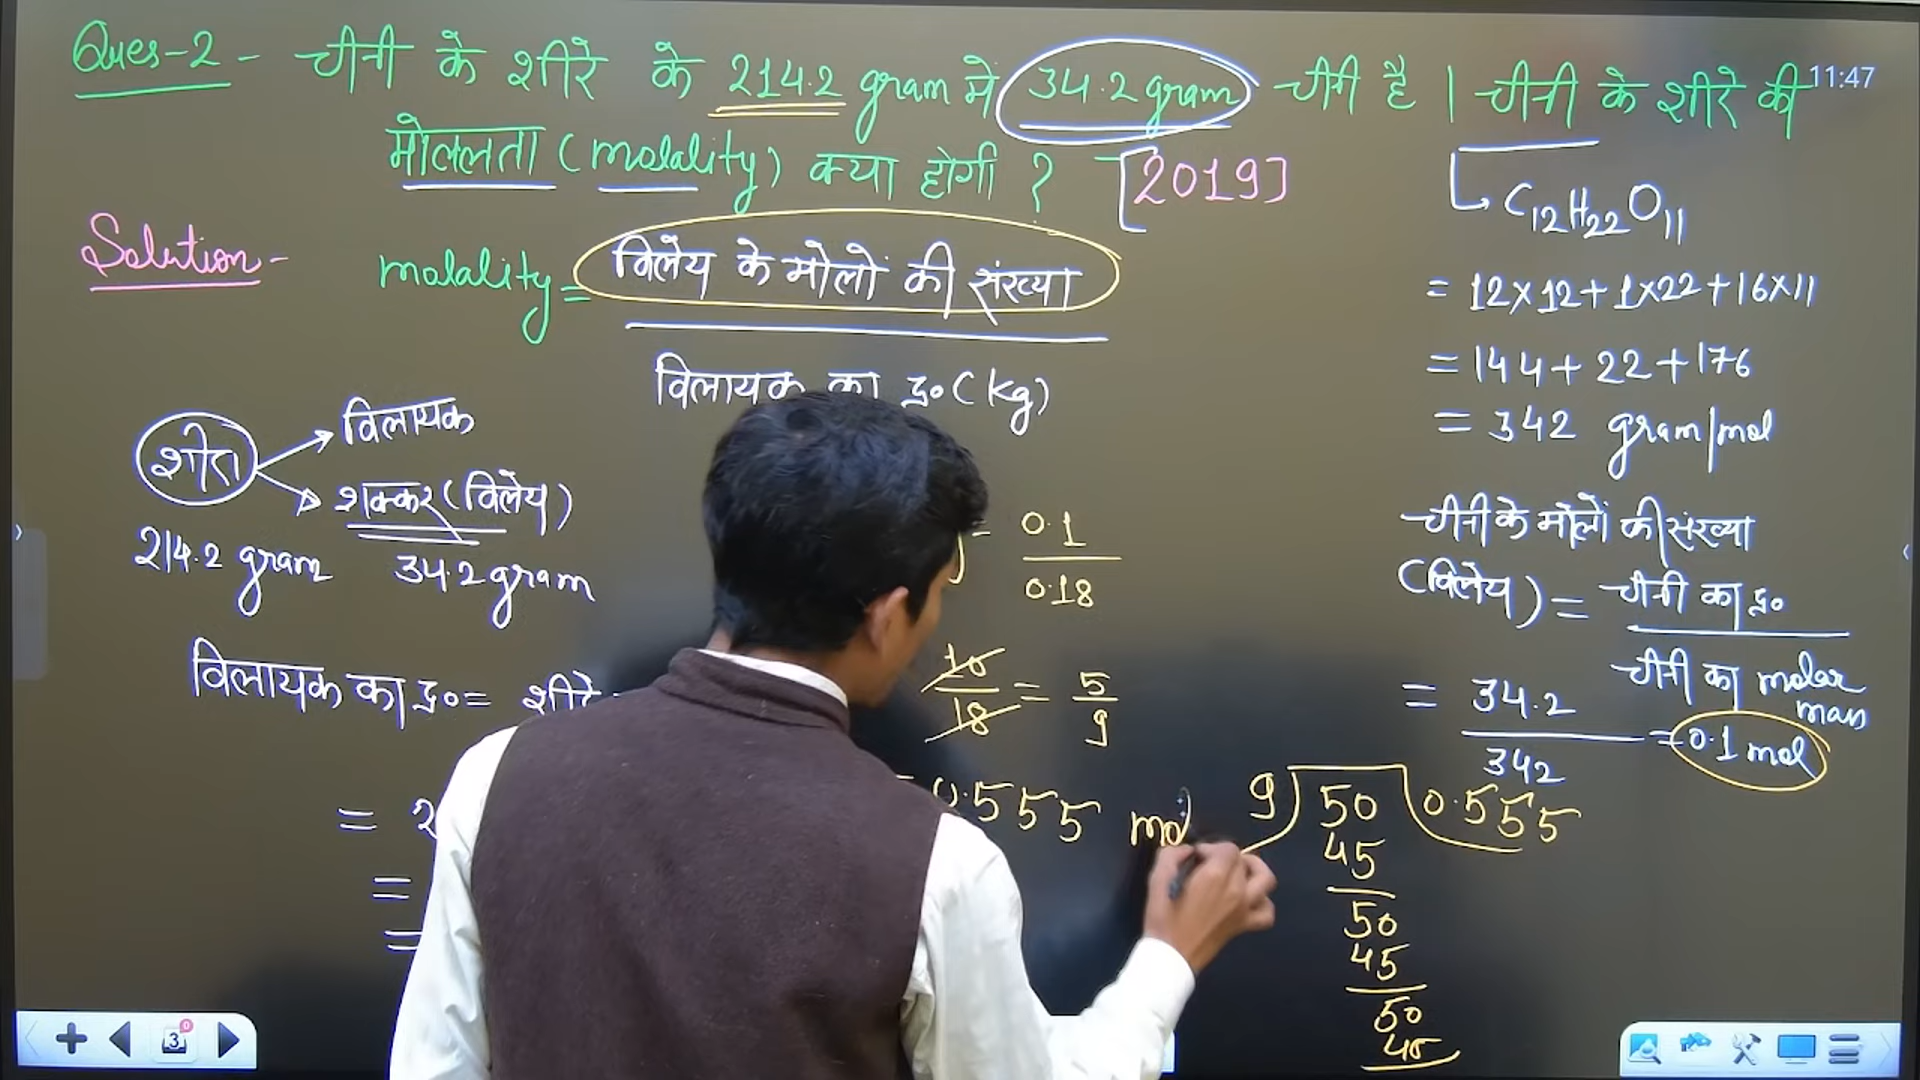 Ques-2 - चीनी के शीरे के 214.2 gram में 34.2 gram चीनी है । चीनी के शीरे की
11:47
मोललता (molality) क्या होगी ? [2019]
C12H22O11
Solution-
molality = विलेय के मोलों की संख्या
विलायक का द्र० (kg)
= 12×12+1×22+16×11
= 144+22+176
= 342 gram/mol
शीरा
विलायक
शक्कर (विलेय)
214.2 gram 34.2 gram
विलायक का द्र० = शीरे
=
=
=
= 0.1
0.18
10
18
= 5
9
0.555 mol
9) 50 (0.555
45
50
45
50
45
चीनी के मोलों की संख्या
(विलेय) = चीनी का द्र०
चीनी का molar mass
= 34.2
342
= 0.1 mol
3
0